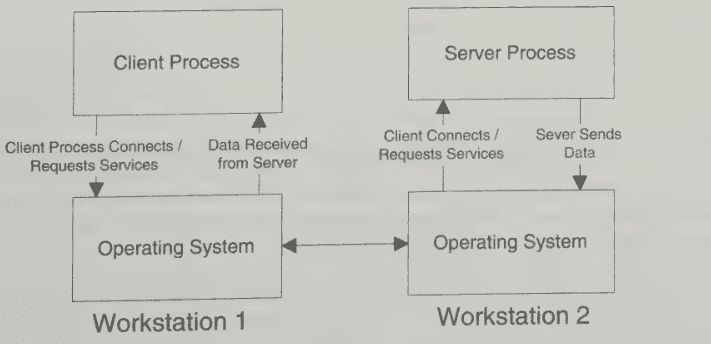 Client Process
Server Process
Client Process Connects /
Requests Services
Data Received
from Server
Client Connects /
Requests Services
Sever Sends
Data
Operating System
Operating System
Workstation 1
Workstation 2